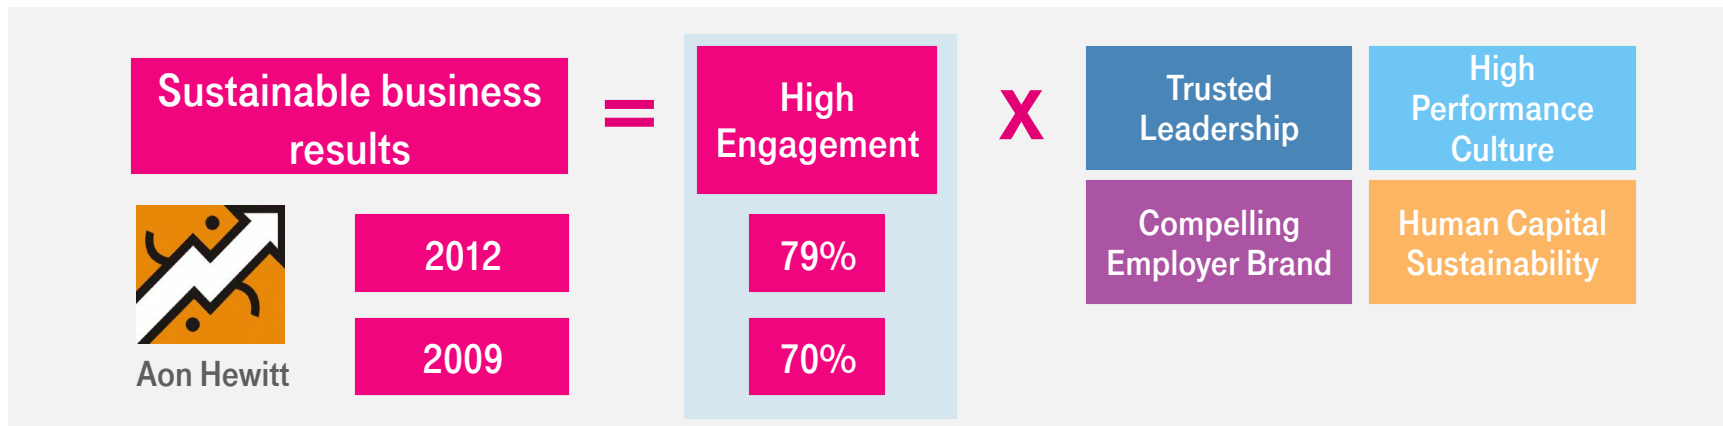 Sustainable business
results
=
High
Engagement
X
Trusted
Leadership
High
Performance
Culture
Compelling
Employer Brand
Human Capital
Sustainability
Aon Hewitt
2012
79%
2009
70%